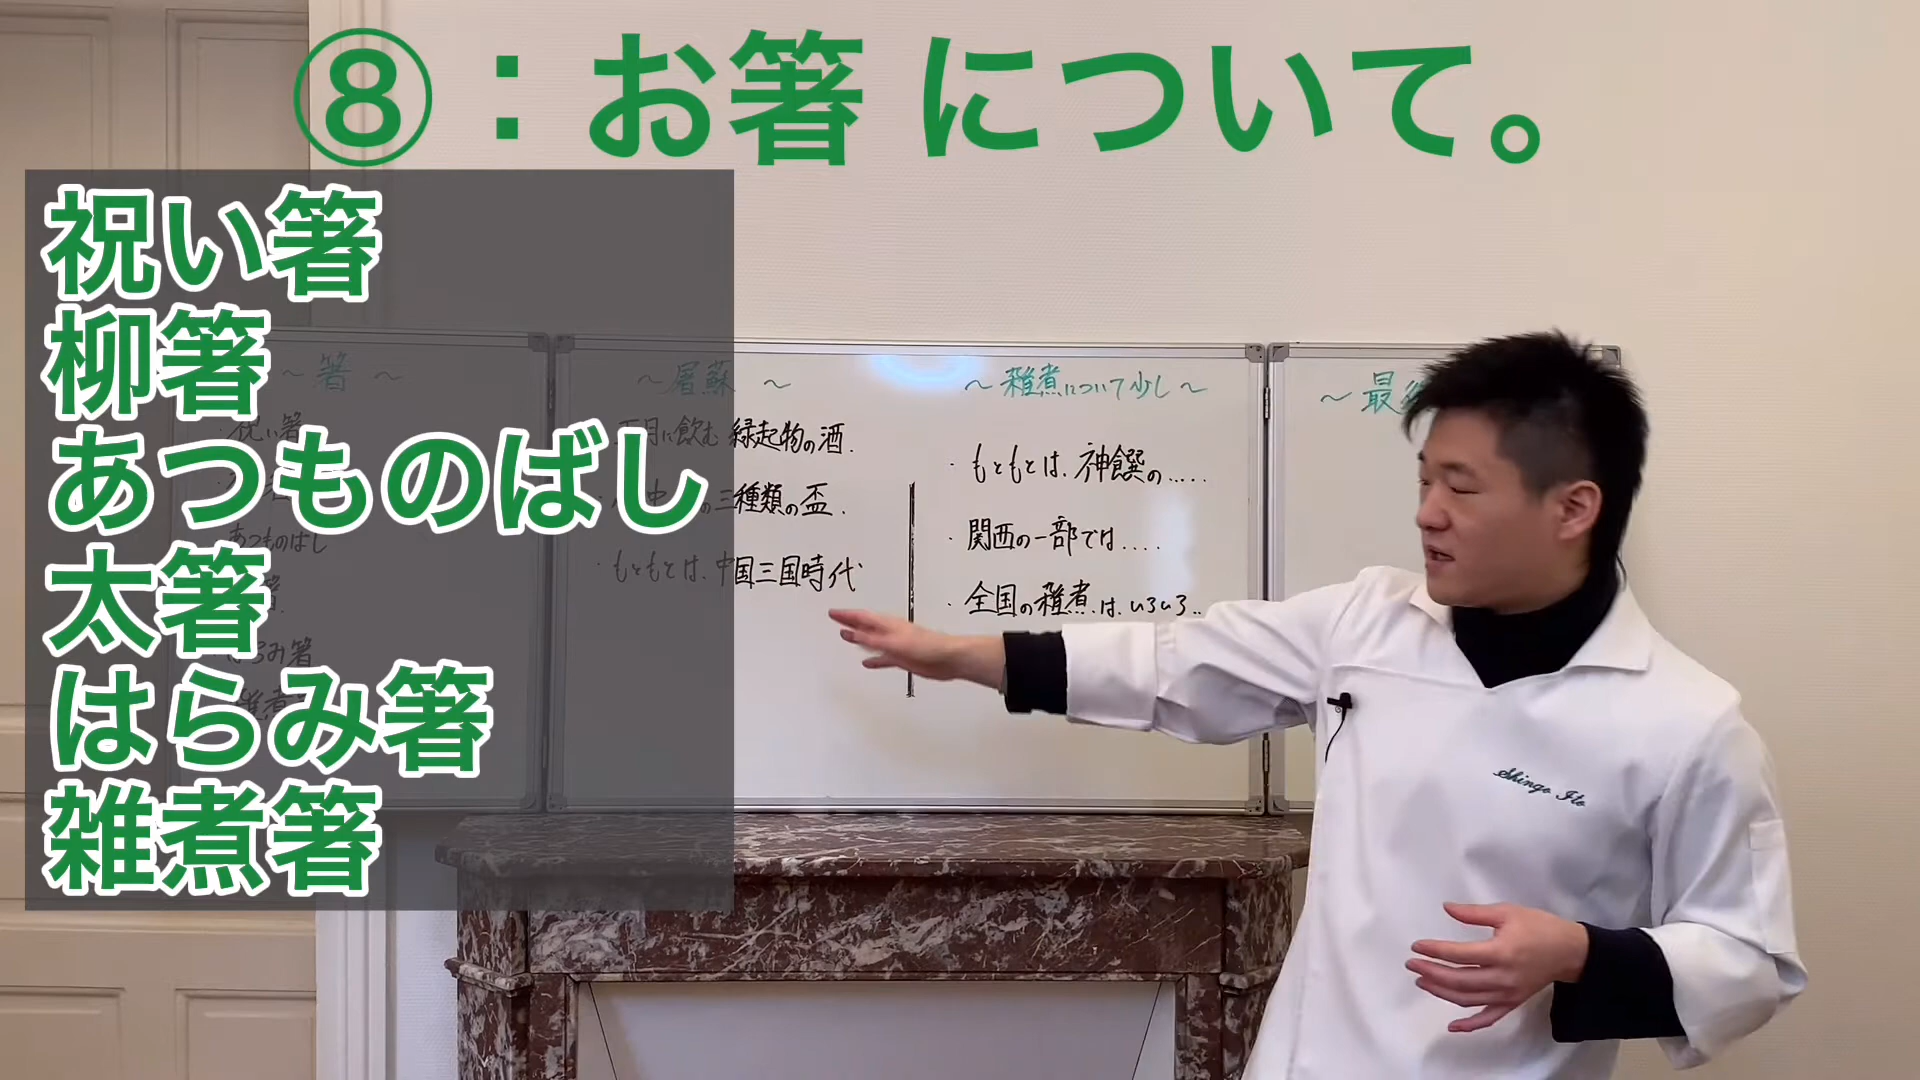 ⑧：お箸 について。
祝い箸
柳箸
あつものばし
太箸
はらみ箸
雑煮箸
～ 箸 ～
・祝い箸
あつものばし
はらみ箸
～ 屠蘇 ～
正月に飲む 縁起物の酒.
の三種類の盃.
・もともとは、中国三国時代
～ 雑煮について少し ～
・もともとは、神饌の.....
・関西の一部では....
・全国の雑煮は、いろいろ..
～ 最
Shingo Ito